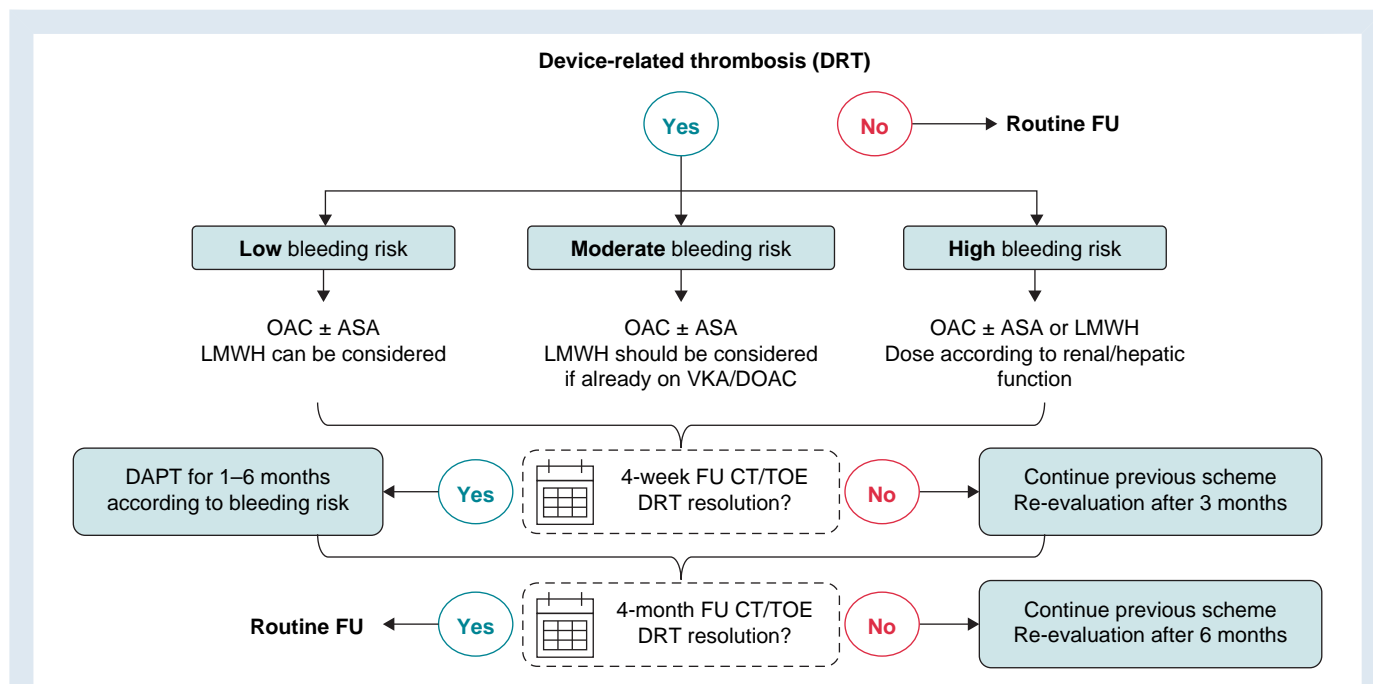 Device-related thrombosis (DRT)
Yes
No
Routine FU
Low bleeding risk
Moderate bleeding risk
High bleeding risk
OAC ± ASA
LMWH can be considered
OAC ± ASA
LMWH should be considered
if already on VKA/DOAC
OAC ± ASA or LMWH
Dose according to renal/hepatic
function
DAPT for 1–6 months
according to bleeding risk
Yes
4-week FU CT/TOE
DRT resolution?
No
Continue previous scheme
Re-evaluation after 3 months
Routine FU
Yes
4-month FU CT/TOE
DRT resolution?
No
Continue previous scheme
Re-evaluation after 6 months